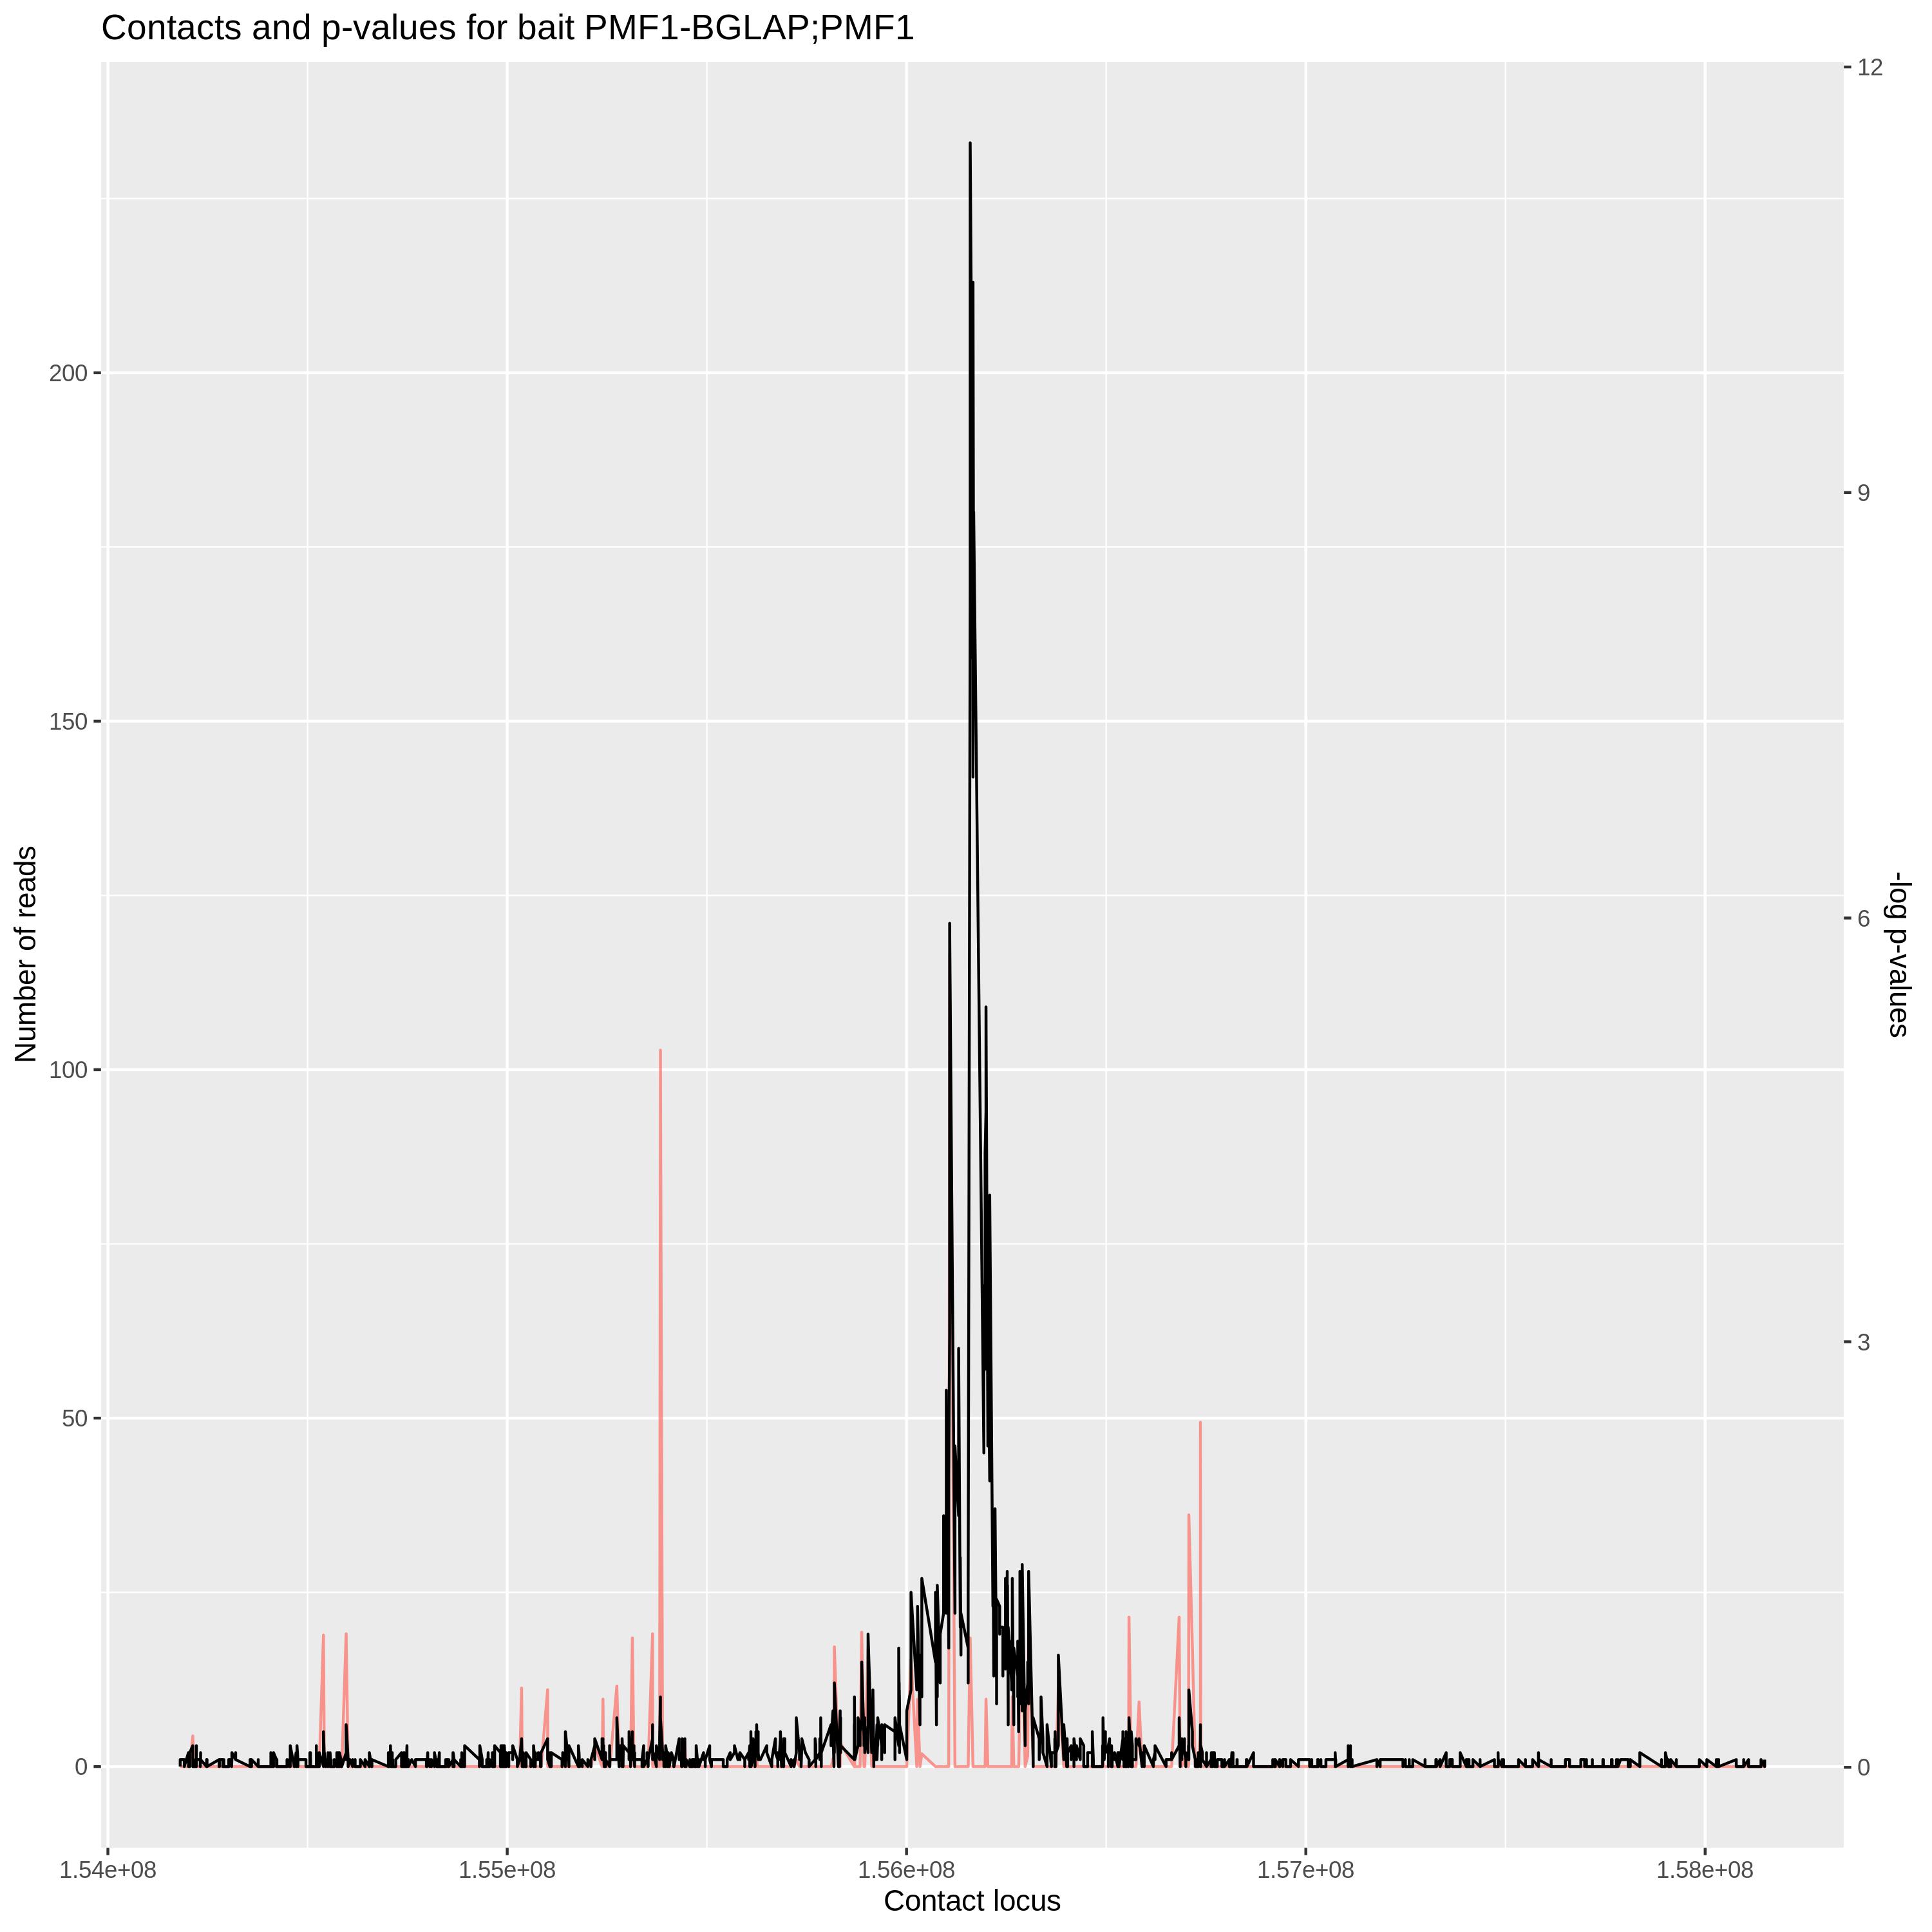 Contacts and p-values for bait PMF1-BGLAP;PMF1
12
9
6
3
0
200
150
100
50
0
Number of reads
-log p-values
1.54e+08
1.55e+08
1.56e+08
1.57e+08
1.58e+08
Contact locus